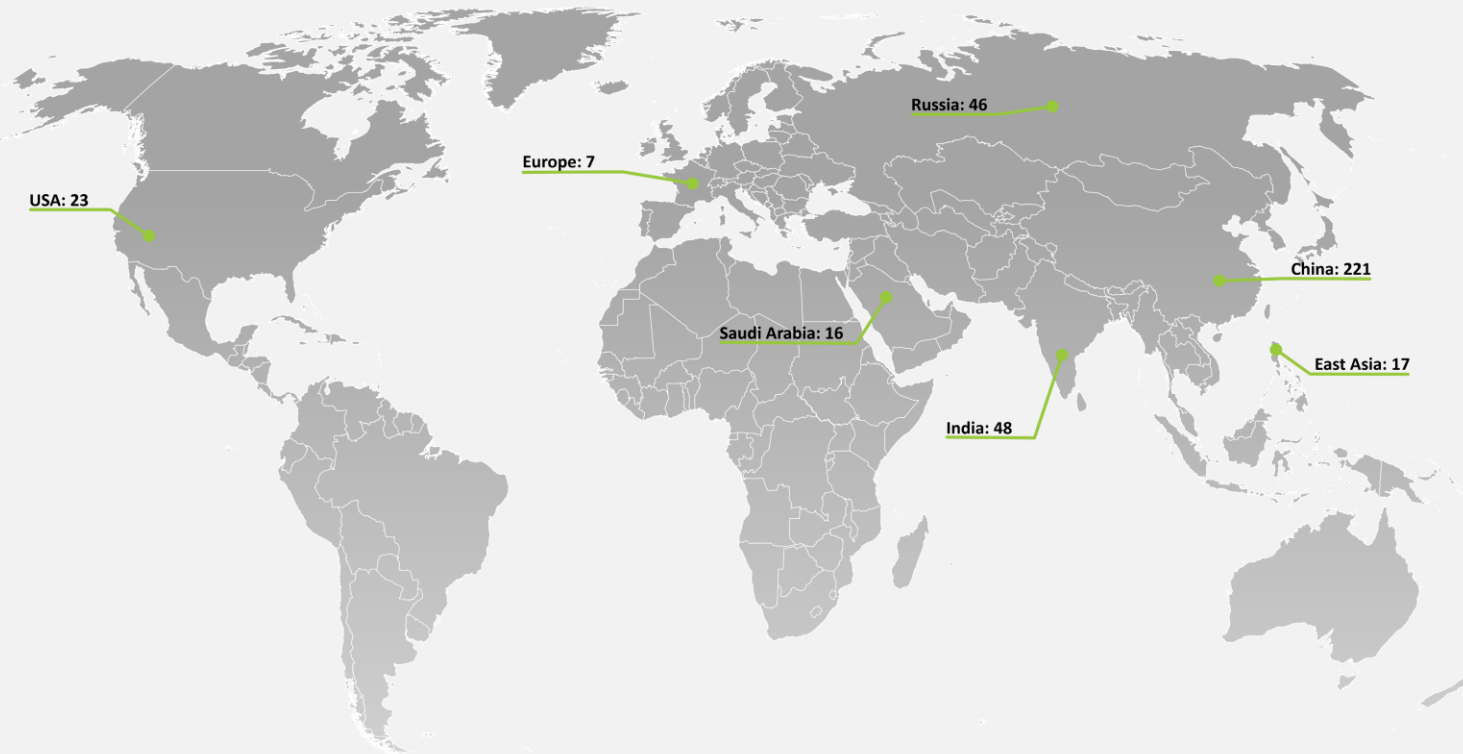 Russia: 46
Europe: 7
USA: 23
China: 221
Saudi Arabia: 16
East Asia: 17
India: 48